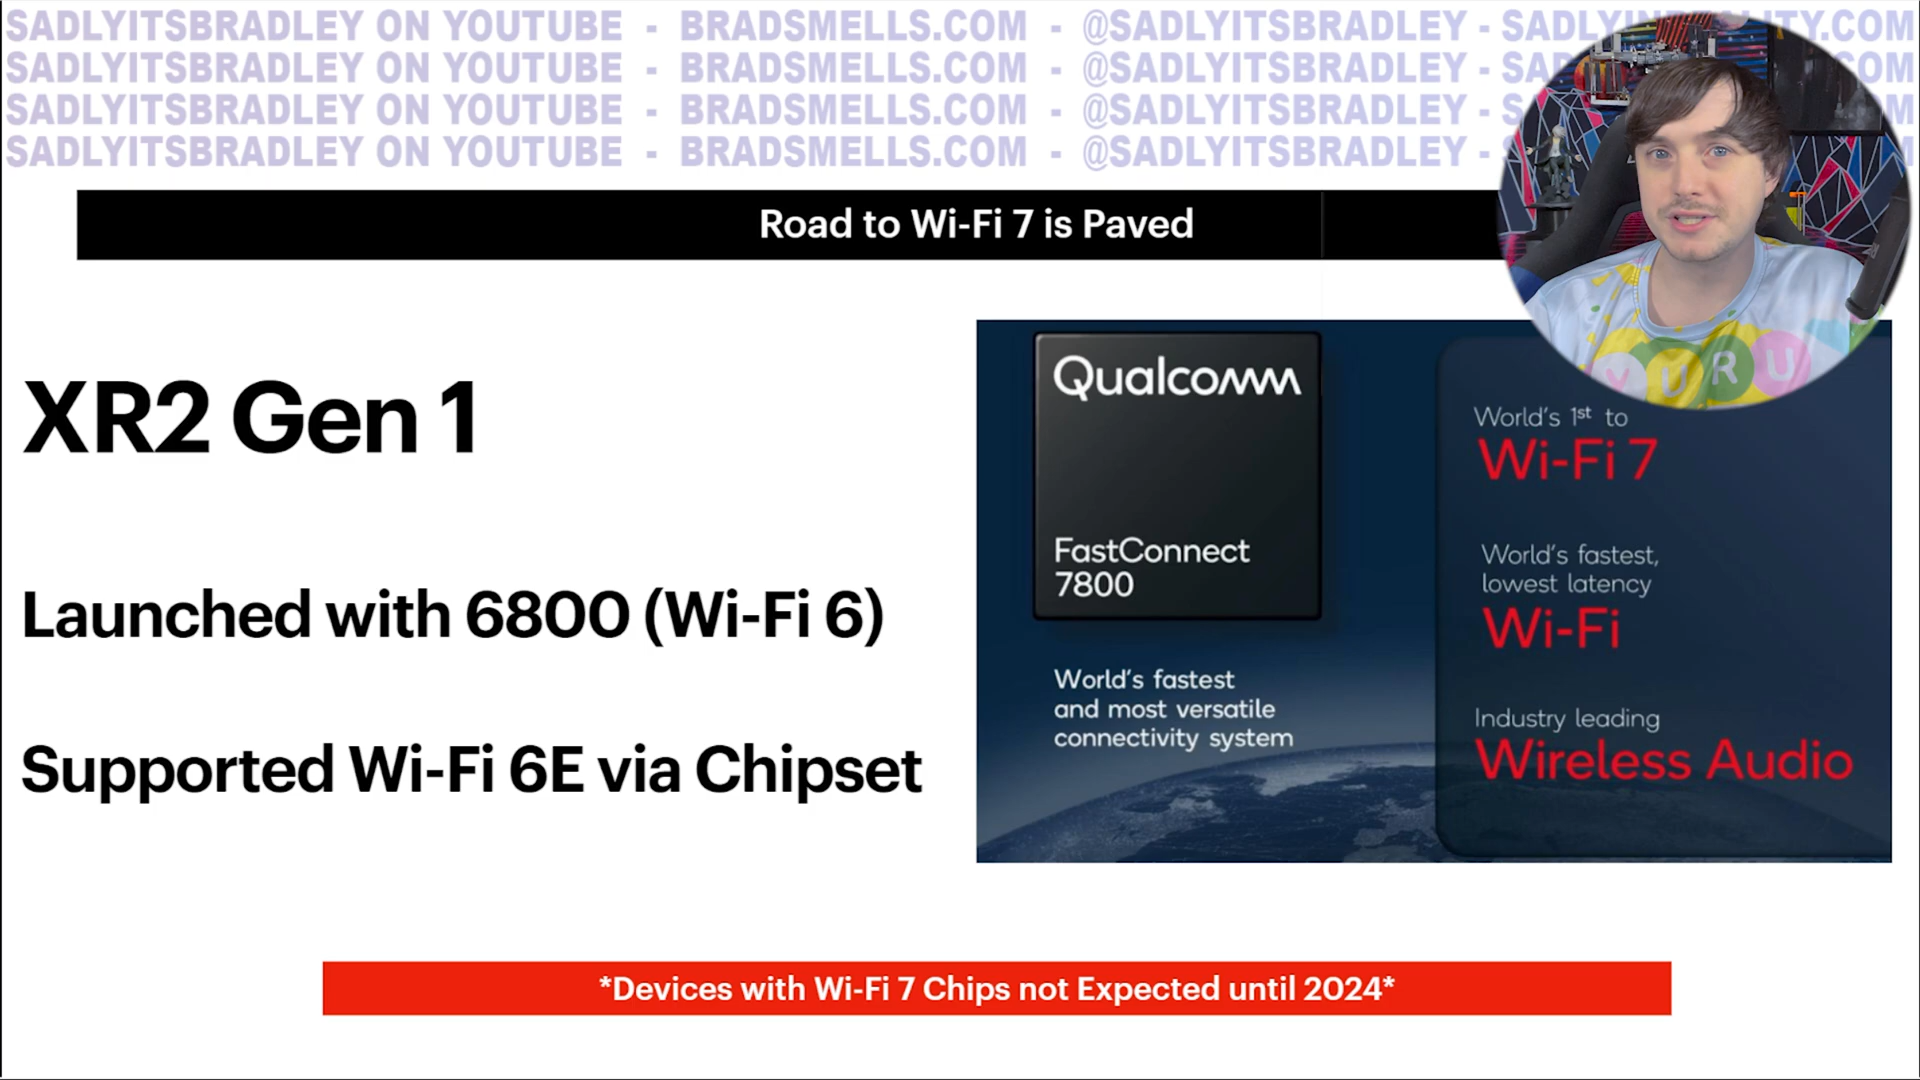 SADLYITSBRADLEY ON YOUTUBE - BRADSMELLS.COM - @SADLYITSBRADLEY - SADLYITSREALITY.COM
SADLYITSBRADLEY ON YOUTUBE - BRADSMELLS.COM - @SADLYITSBRADLEY -
SADLYITSBRADLEY ON YOUTUBE - BRADSMELLS.COM - @SADLYITSBRADLEY -
SADLYITSBRADLEY ON YOUTUBE - BRADSMELLS.COM - @SADLYITSBRADLEY -
Road to Wi-Fi 7 is Paved
XR2 Gen 1
Launched with 6800 (Wi-Fi 6)
Supported Wi-Fi 6E via Chipset
Qualcomm
FastConnect
7800
World's fastest
and most versatile
connectivity system
World's 1st to
Wi-Fi 7
World's fastest,
lowest latency
Wi-Fi
Industry leading
Wireless Audio
YURU
*Devices with Wi-Fi 7 Chips not Expected until 2024*